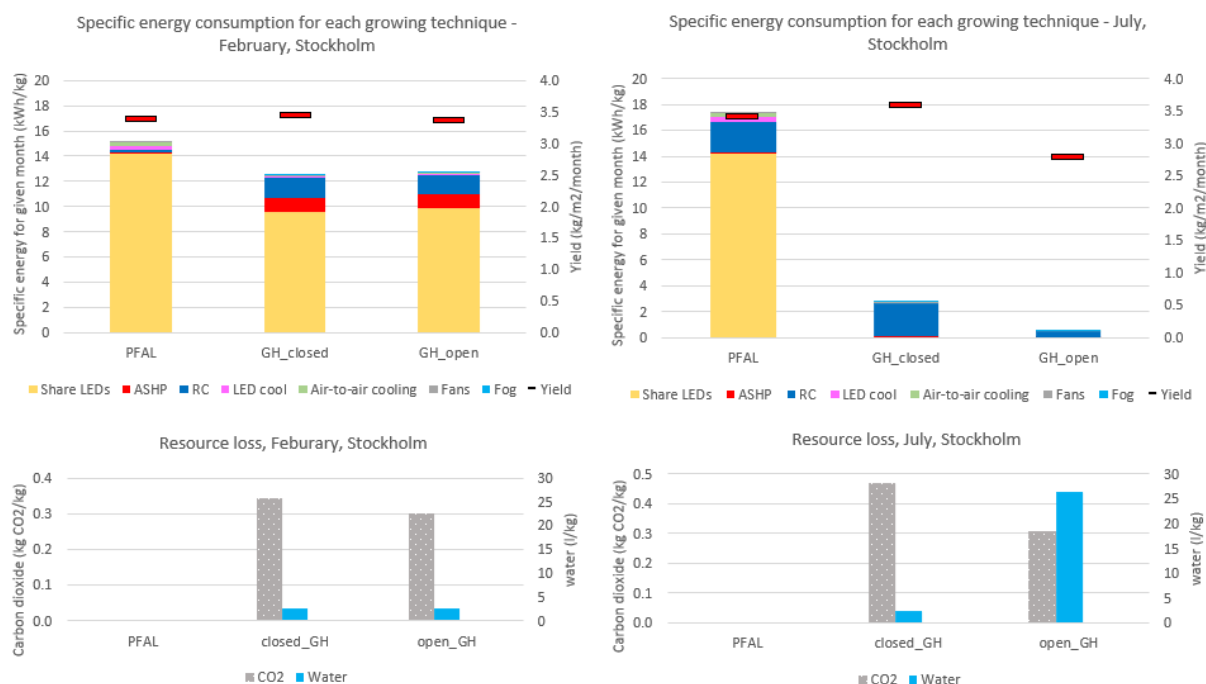 Specific energy consumption for each growing technique -
February, Stockholm
Specific energy for given month (kWh/kg)
20
18
16
14
12
10
8
6
4
2
0
4.0
3.5
3.0
2.5
2.0
1.5
1.0
0.5
0.0
Yield (kg/m2/month)
PFAL GH_closed GH_open
Share LEDs ASHP RC LED cool Air-to-air cooling Fans Fog Yield
Specific energy consumption for each growing technique - July,
Stockholm
Specific energy for given month (kWh/kg)
20
18
16
14
12
10
8
6
4
2
0
4.0
3.5
3.0
2.5
2.0
1.5
1.0
0.5
0.0
Yield (kg/m2/month)
PFAL GH_closed GH_open
Share LEDs ASHP RC LED cool Air-to-air cooling Fans Fog Yield
Resource loss, Feburary, Stockholm
Carbon dioxide (kg CO2/kg)
0.4
0.3
0.2
0.1
0.0
30
25
20
15
10
5
0
water (l/kg)
PFAL closed_GH open_GH
CO2 Water
Resource loss, July, Stockholm
Carbon dioxide (kg CO2/kg)
0.5
0.4
0.3
0.2
0.1
0.0
30
25
20
15
10
5
0
water (l/kg)
PFAL closed_GH open_GH
CO2 Water